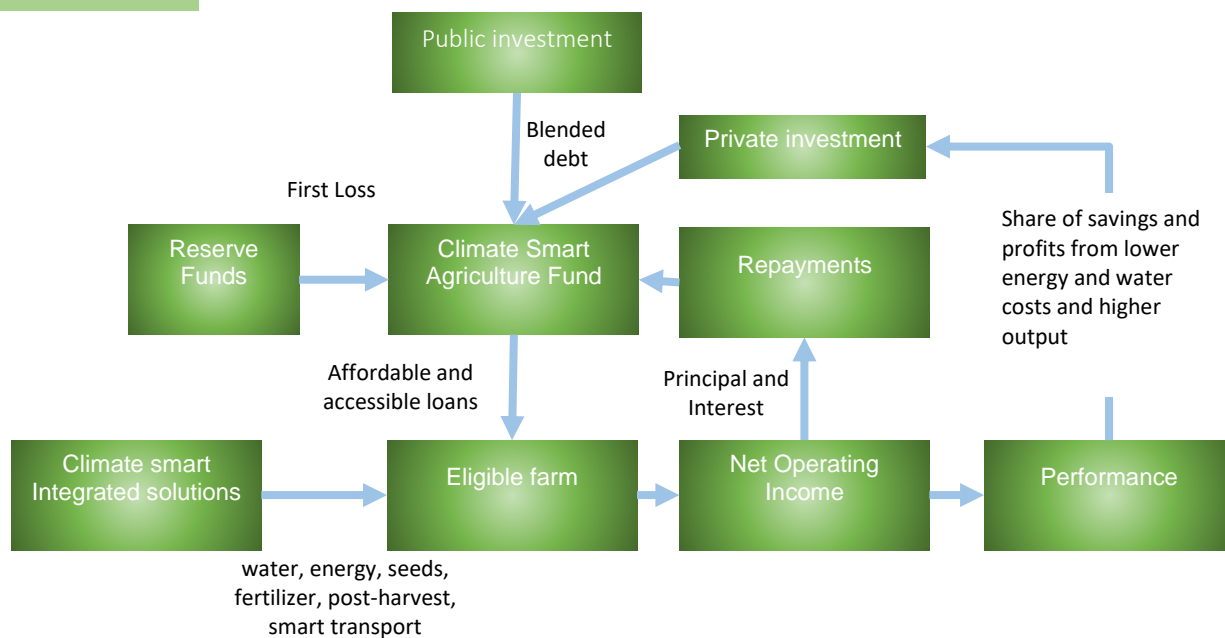 Public investment
Blended
debt
Private investment
First Loss
Share of savings and
profits from lower
energy and water
costs and higher
output
Reserve
Funds
Climate Smart
Agriculture Fund
Repayments
Affordable and
accessible loans
Principal and
Interest
Climate smart
Integrated solutions
Eligible farm
Net Operating
Income
Performance
water, energy, seeds,
fertilizer, post-harvest,
smart transport